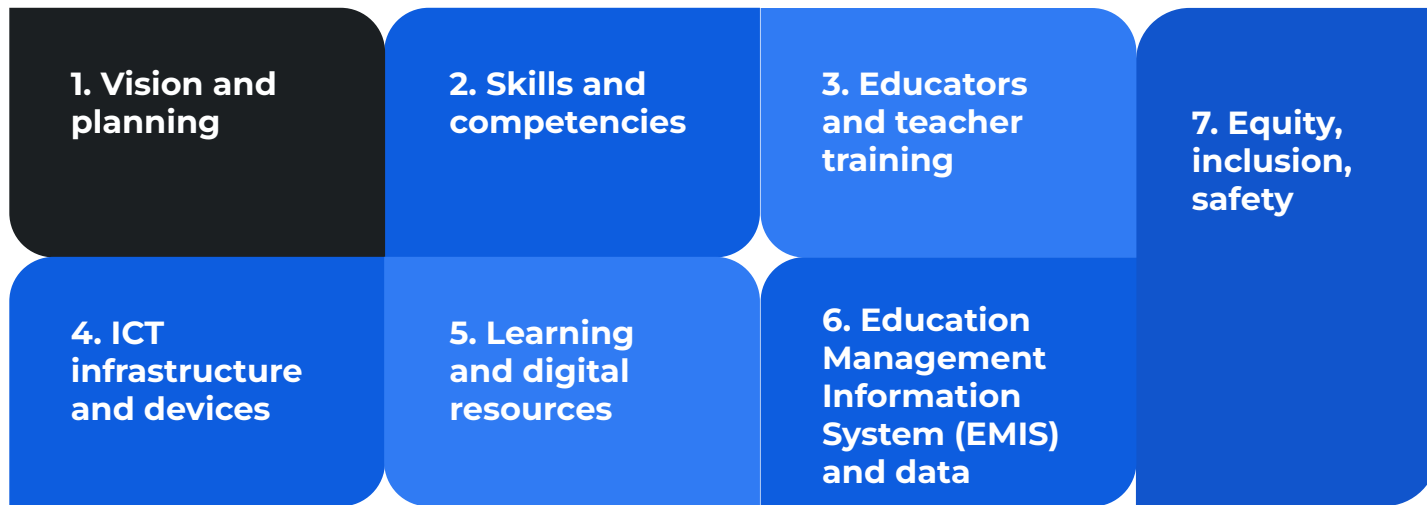 1. Vision and
planning
2. Skills and
competencies
3. Educators
and teacher
training
7. Equity,
inclusion,
safety
4. ICT
infrastructure
and devices
5. Learning
and digital
resources
6. Education
Management
Information
System (EMIS)
and data